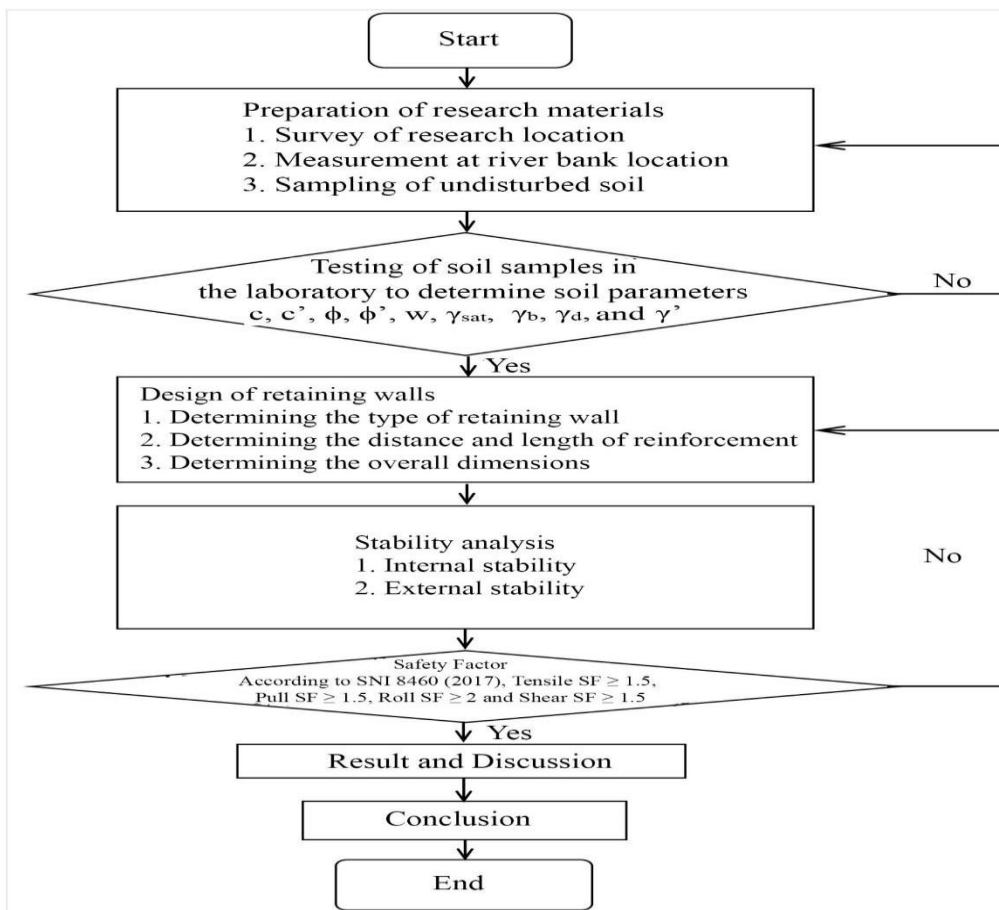 Start
Preparation of research materials
1. Survey of research location
2. Measurement at river bank location
3. Sampling of undisturbed soil
Testing of soil samples in
the laboratory to determine soil parameters
c, c’, ϕ, ϕ’, w, γsat, γb, γd, and γ’
No
Yes
Design of retaining walls
1. Determining the type of retaining wall
2. Determining the distance and length of reinforcement
3. Determining the overall dimensions
Stability analysis
1. Internal stability
2. External stability
No
Safety Factor
According to SNI 8460 (2017), Tensile SF ≥ 1.5,
Pull SF ≥ 1.5, Roll SF ≥ 2 and Shear SF ≥ 1.5
Yes
Result and Discussion
Conclusion
End